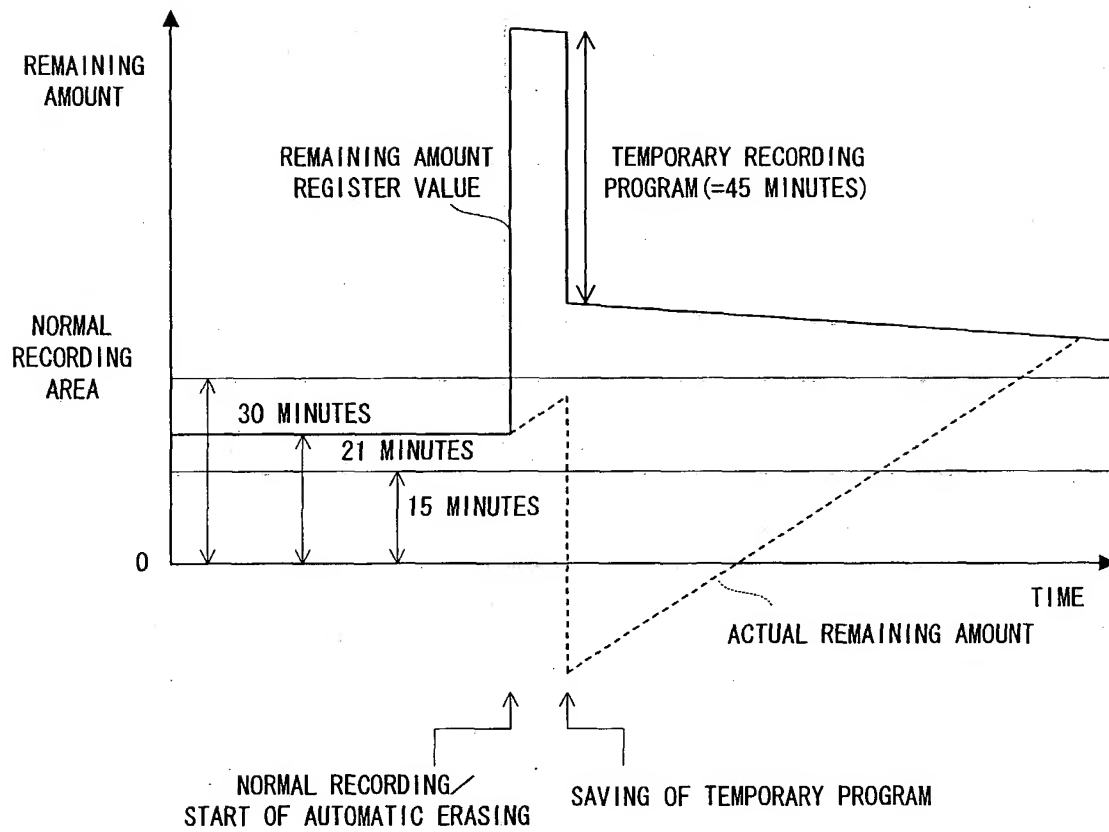 REMAINING
AMOUNT
REMAINING AMOUNT
REGISTER VALUE
TEMPORARY RECORDING
PROGRAM(=45 MINUTES)
NORMAL
RECORDING
AREA
30 MINUTES
21 MINUTES
15 MINUTES
0
TIME
ACTUAL REMAINING AMOUNT
NORMAL RECORDING/
START OF AUTOMATIC ERASING
SAVING OF TEMPORARY PROGRAM